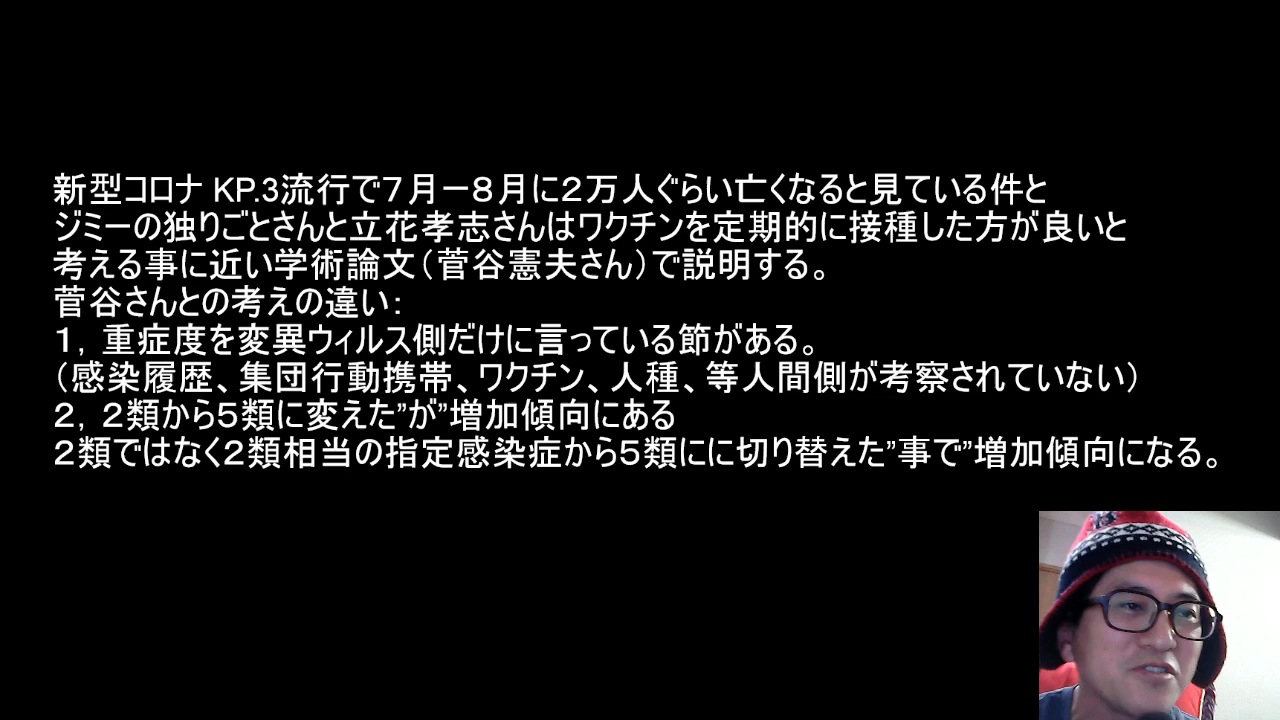 新型コロナ KP.3流行で７月－８月に２万人ぐらい亡くなると見ている件と
ジミーの独りごとさんと立花孝志さんはワクチンを定期的に接種した方が良いと
考える事に近い学術論文（菅谷憲夫さん）で説明する。
菅谷さんとの考えの違い：
１，重症度を変異ウィルス側だけに言っている節がある。
（感染履歴、集団行動携帯、ワクチン、人種、等人間側が考察されていない）
２，２類から５類に変えた”が”増加傾向にある
２類ではなく２類相当の指定感染症から５類にに切り替えた”事で”増加傾向になる。